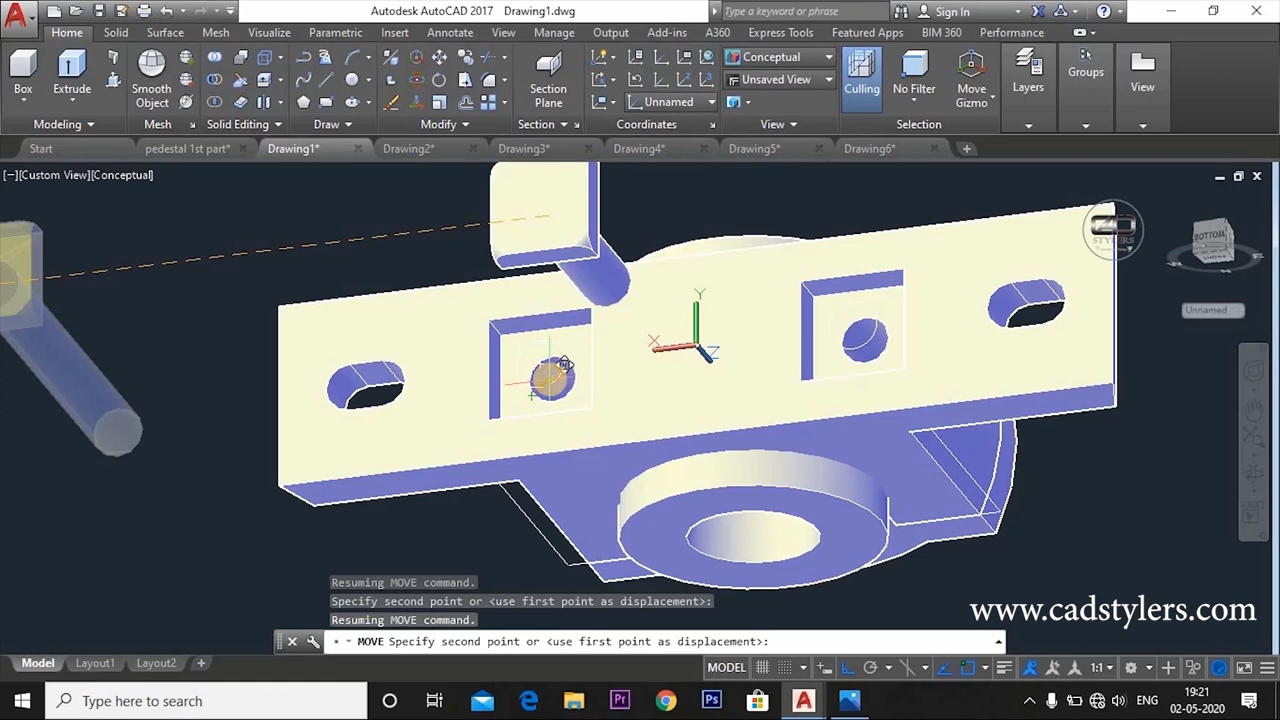 Autodesk AutoCAD 2017 Drawing1.dwg
Type a keyword or phrase
Sign In
Home Solid Surface Mesh Visualize Parametric Insert Annotate View Manage Output Add-ins A360 Express Tools Featured Apps BIM 360 Performance
Box Extrude Smooth Object Section Plane Unnamed Conceptual Unsaved View Culling No Filter Move Gizmo Layers Groups View
Modeling Mesh Solid Editing Draw Modify Section Coordinates View Selection
Start pedestal 1st part* Drawing1* Drawing2* Drawing3* Drawing4* Drawing5* Drawing6*
[−][Custom View][Conceptual]
STYLERS
BOTTOM
Unnamed
Y
X
Z
Resuming MOVE command.
Specify second point or <use first point as displacement>:
Resuming MOVE command.
MOVE Specify second point or <use first point as displacement>:
www.cadstylers.com
Model Layout1 Layout2 + MODEL 1:1
Type here to search
Pr
Ps
A
ENG
19:21
02-05-2020